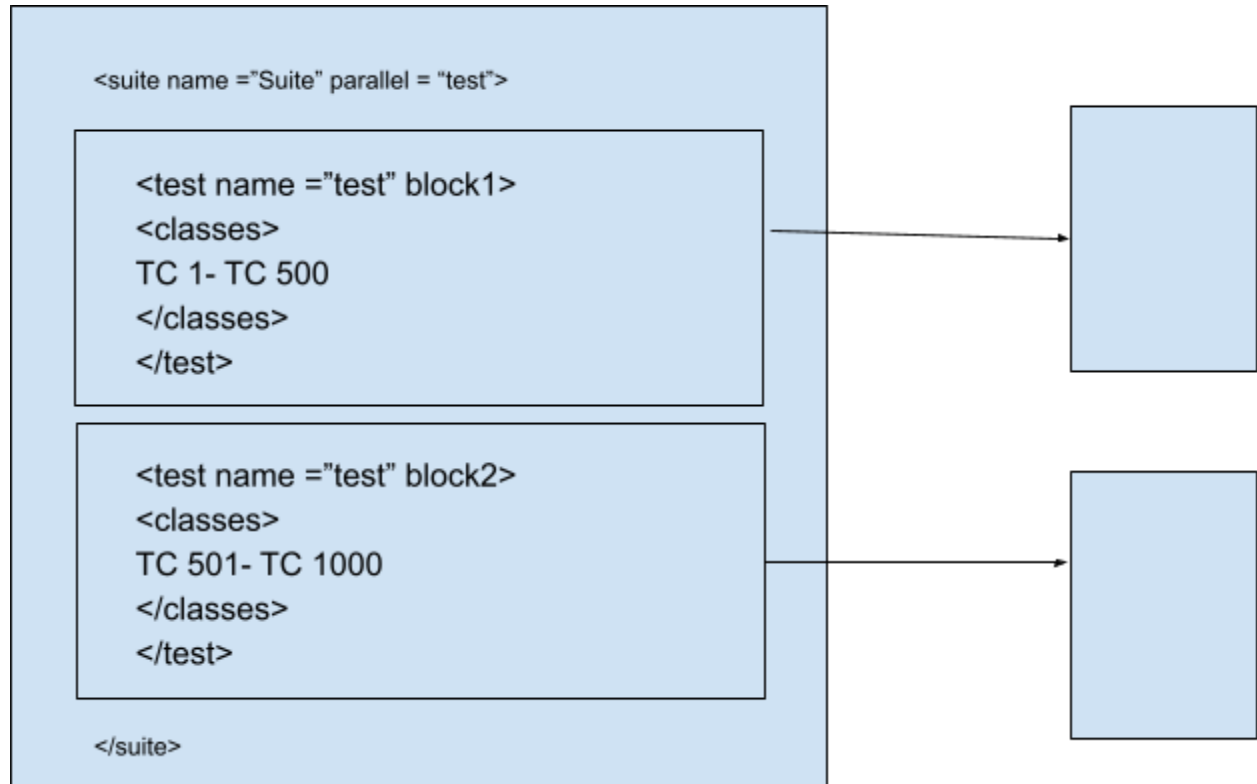 <suite name =”Suite” parallel = “test”>
<test name =”test” block1>
<classes>
TC 1- TC 500
</classes>
</test>
<test name =”test” block2>
<classes>
TC 501- TC 1000
</classes>
</test>
</suite>